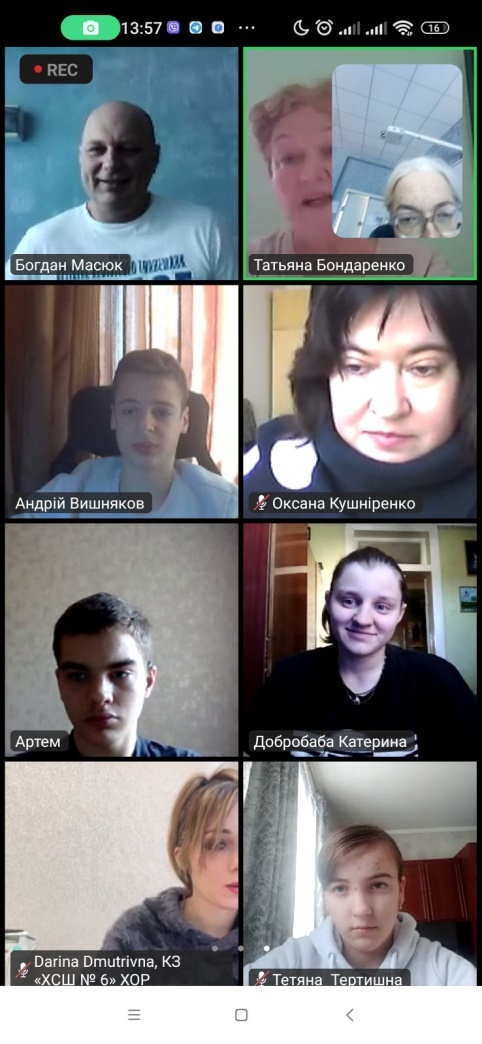 13:57
16
REC
Богдан Масюк
Татьяна Бондаренко
Андрій Вишняков
Оксана Кушніренко
Артем
Добробаба Катерина
Darina Dmutrivna, КЗ
«ХСШ № 6» ХОР
Тетяна Тертишна